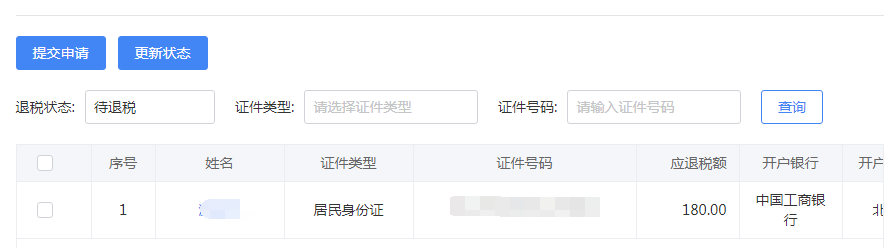 提交申请 更新状态
退税状态: 待退税 证件类型: 请选择证件类型 证件号码: 请输入证件号码 查询
序号 姓名 证件类型 证件号码 应退税额 开户银行 开户
1 居民身份证 180.00 中国工商银
行 北